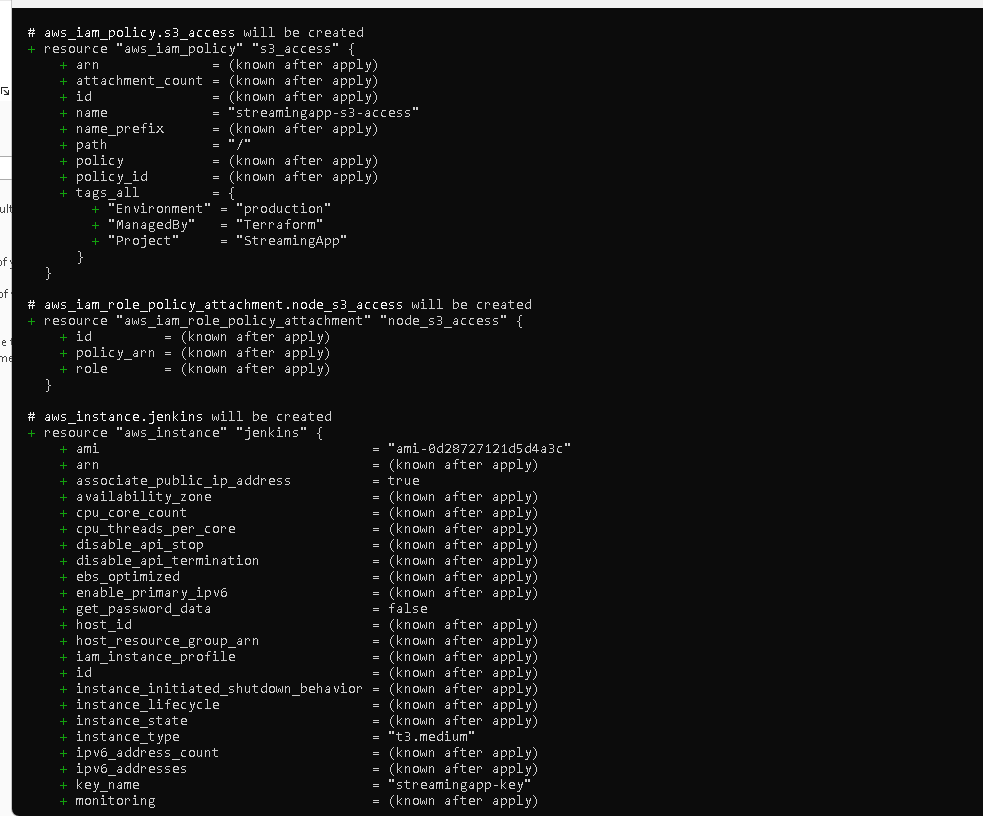 # aws_iam_policy.s3_access will be created
+ resource "aws_iam_policy" "s3_access" {
    + arn              = (known after apply)
    + attachment_count = (known after apply)
    + id               = (known after apply)
    + name             = "streamingapp-s3-access"
    + name_prefix      = (known after apply)
    + path             = "/"
    + policy           = (known after apply)
    + policy_id        = (known after apply)
    + tags_all         = {
        + "Environment" = "production"
        + "ManagedBy"   = "Terraform"
        + "Project"     = "StreamingApp"
      }
  }
# aws_iam_role_policy_attachment.node_s3_access will be created
+ resource "aws_iam_role_policy_attachment" "node_s3_access" {
    + id         = (known after apply)
    + policy_arn = (known after apply)
    + role       = (known after apply)
  }
# aws_instance.jenkins will be created
+ resource "aws_instance" "jenkins" {
    + ami                                  = "ami-0d28727121d5d4a3c"
    + arn                                  = (known after apply)
    + associate_public_ip_address          = true
    + availability_zone                    = (known after apply)
    + cpu_core_count                       = (known after apply)
    + cpu_threads_per_core                 = (known after apply)
    + disable_api_stop                     = (known after apply)
    + disable_api_termination              = (known after apply)
    + ebs_optimized                        = (known after apply)
    + enable_primary_ipv6                  = (known after apply)
    + get_password_data                    = false
    + host_id                              = (known after apply)
    + host_resource_group_arn              = (known after apply)
    + iam_instance_profile                 = (known after apply)
    + id                                   = (known after apply)
    + instance_initiated_shutdown_behavior = (known after apply)
    + instance_lifecycle                   = (known after apply)
    + instance_state                       = (known after apply)
    + instance_type                        = "t3.medium"
    + ipv6_address_count                   = (known after apply)
    + ipv6_addresses                       = (known after apply)
    + key_name                             = "streamingapp-key"
    + monitoring                           = (known after apply)